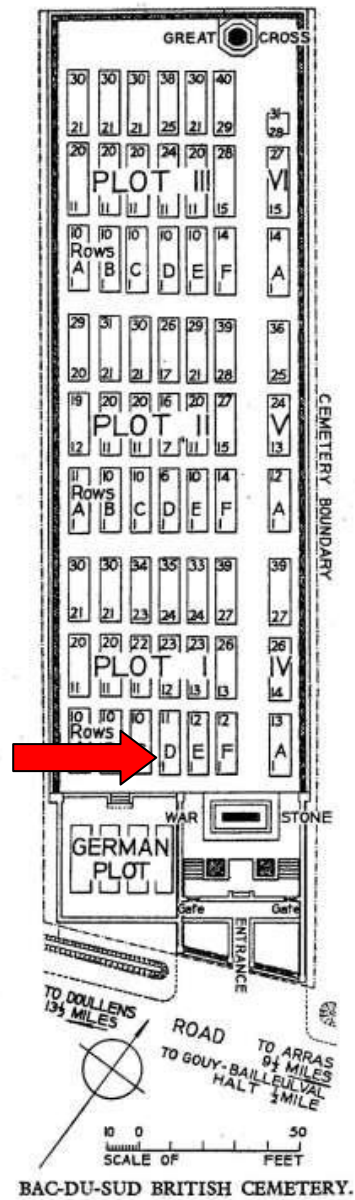 GREAT CROSS
30 30 30 38 30 40
31
21 21 21 25 21 29 28
20 20 20 24 20 28 27
PLOT III VI
11 11 11 11 11 15 15
10 10 10 10 10 14 14
Rows
A B C D E F A
1 1 1 1 1 1 1
29 31 30 26 29 39 36
20 21 21 17 21 28 25
19 20 20 16 20 27 24
PLOT II V
12 11 11 7 11 15 13
11 10 10 6 10 14 12
Rows
A B C D E F A
1 1 1 1 1 1 1
CEMETERY BOUNDARY
30 30 34 35 33 39 39
21 21 23 24 24 27 27
20 20 22 23 23 26 26
PLOT I IV
11 11 11 12 13 13 14
10 10 10 11 12 12 13
Rows
D E F A
1 1 1 1
WAR STONE
GERMAN
PLOT
Gate Gate
ENTRANCE
TO DOULLENS
13½ MILES
ROAD
TO ARRAS
9½ MILES
TO GOUY-BAILLEULVAL
HALT ½ MILE
10 0 50
SCALE OF FEET
BAC-DU-SUD BRITISH CEMETERY.